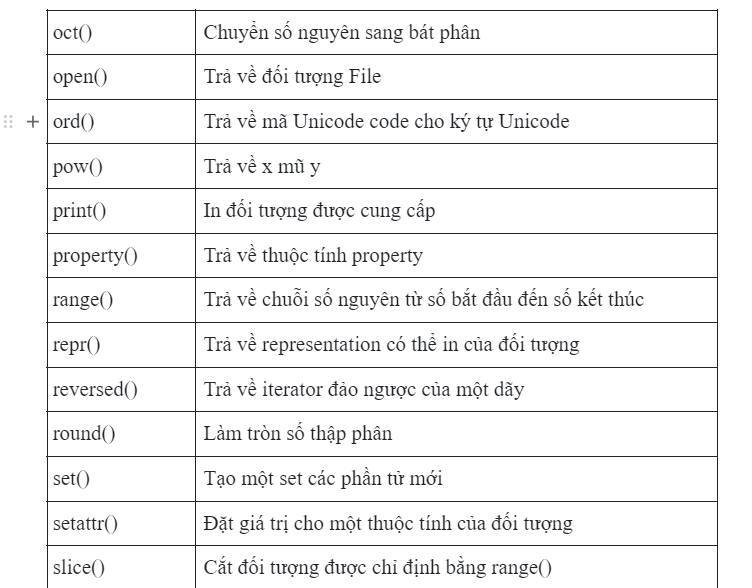 oct() Chuyển số nguyên sang bát phân
open() Trả về đối tượng File
ord() Trả về mã Unicode code cho ký tự Unicode
pow() Trả về x mũ y
print() In đối tượng được cung cấp
property() Trả về thuộc tính property
range() Trả về chuỗi số nguyên từ số bắt đầu đến số kết thúc
repr() Trả về representation có thể in của đối tượng
reversed() Trả về iterator đảo ngược của một dãy
round() Làm tròn số thập phân
set() Tạo một set các phần tử mới
setattr() Đặt giá trị cho một thuộc tính của đối tượng
slice() Cắt đối tượng được chỉ định bằng range()